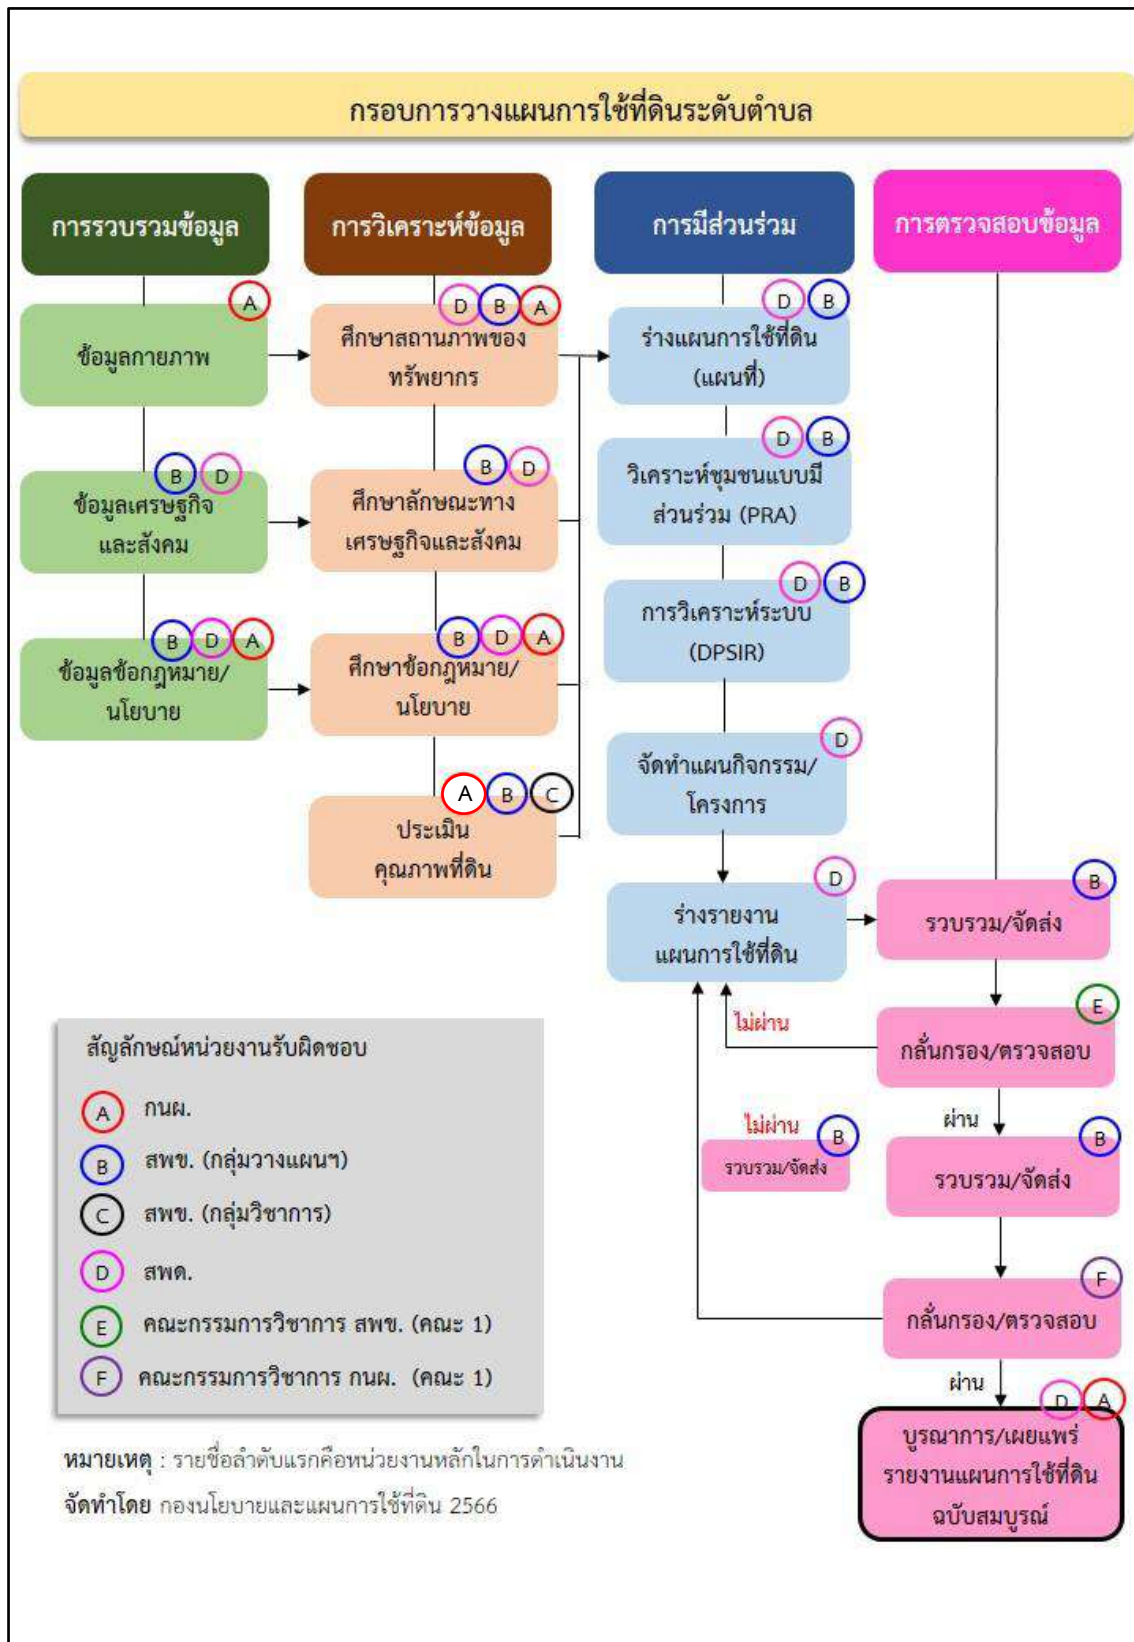 กรอบการวางแผนการใช้ที่ดินระดับตำบล
การรวบรวมข้อมูล
A
ข้อมูลกายภาพ
B D
ข้อมูลเศรษฐกิจ
และสังคม
B D A
ข้อมูลข้อกฎหมาย/
นโยบาย
การวิเคราะห์ข้อมูล
D B A
ศึกษาสถานภาพของ
ทรัพยากร
B D
ศึกษาลักษณะทาง
เศรษฐกิจและสังคม
B D A
ศึกษาข้อกฎหมาย/
นโยบาย
A B C
ประเมิน
คุณภาพที่ดิน
การมีส่วนร่วม
D B
ร่างแผนการใช้ที่ดิน
(แผนที่)
D B
วิเคราะห์ชุมชนแบบมี
ส่วนร่วม (PRA)
D B
การวิเคราะห์ระบบ
(DPSIR)
D
จัดทำแผนกิจกรรม/
โครงการ
D
ร่างรายงาน
แผนการใช้ที่ดิน
การตรวจสอบข้อมูล
B
รวบรวม/จัดส่ง
E
ไม่ผ่าน
กลั่นกรอง/ตรวจสอบ
ผ่าน
ไม่ผ่าน
B
รวบรวม/จัดส่ง
B
รวบรวม/จัดส่ง
F
กลั่นกรอง/ตรวจสอบ
ผ่าน
D A
บูรณาการ/เผยแพร่
รายงานแผนการใช้ที่ดิน
ฉบับสมบูรณ์
สัญลักษณ์หน่วยงานรับผิดชอบ
A กนผ.
B สพข. (กลุ่มวางแผนฯ)
C สพข. (กลุ่มวิชาการ)
D สพด.
E คณะกรรมการวิชาการ สพข. (คณะ 1)
F คณะกรรมการวิชาการ กนผ. (คณะ 1)
หมายเหตุ : รายชื่อลำดับแรกคือหน่วยงานหลักในการดำเนินงาน
จัดทำโดย กองนโยบายและแผนการใช้ที่ดิน 2566